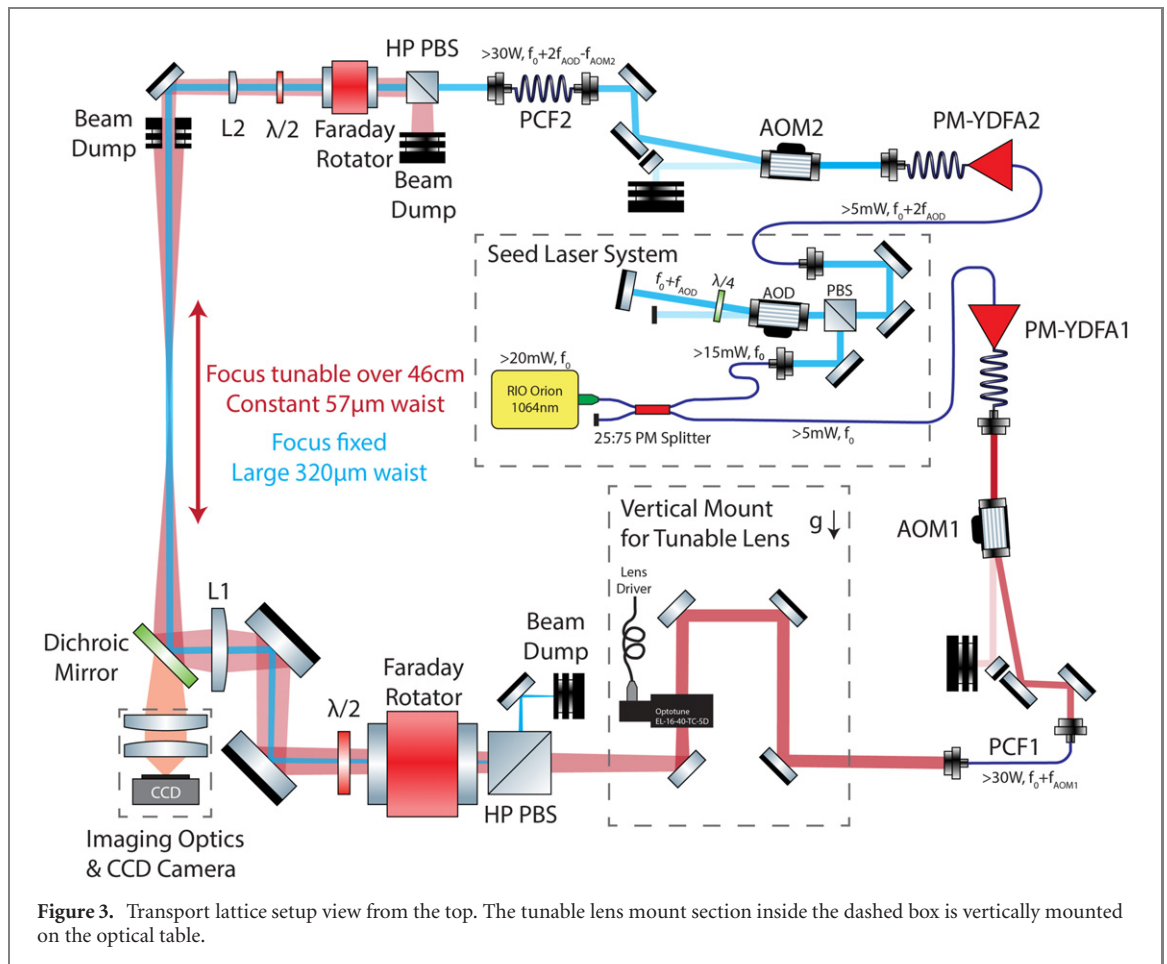 HP PBS
>30W, f0+2fAOD-fAOM2
PCF2
AOM2
PM-YDFA2
Beam
Dump
L2
λ/2
Faraday
Rotator
Beam
Dump
>5mW, f0+2fAOD
Seed Laser System
f0+fAOD
λ/4
AOD
PBS
>15mW, f0
>20mW, f0
RIO Orion
1064nm
25:75 PM Splitter
>5mW, f0
PM-YDFA1
Focus tunable over 46cm
Constant 57μm waist
Focus fixed
Large 320μm waist
AOM1
Vertical Mount
for Tunable Lens
g
Lens
Driver
Optotune
EL-16-40-TC-5D
L1
Dichroic
Mirror
Beam
Dump
Faraday
Rotator
λ/2
HP PBS
PCF1
>30W, f0+fAOM1
CCD
Imaging Optics
& CCD Camera
Figure 3. Transport lattice setup view from the top. The tunable lens mount section inside the dashed box is vertically mounted
on the optical table.